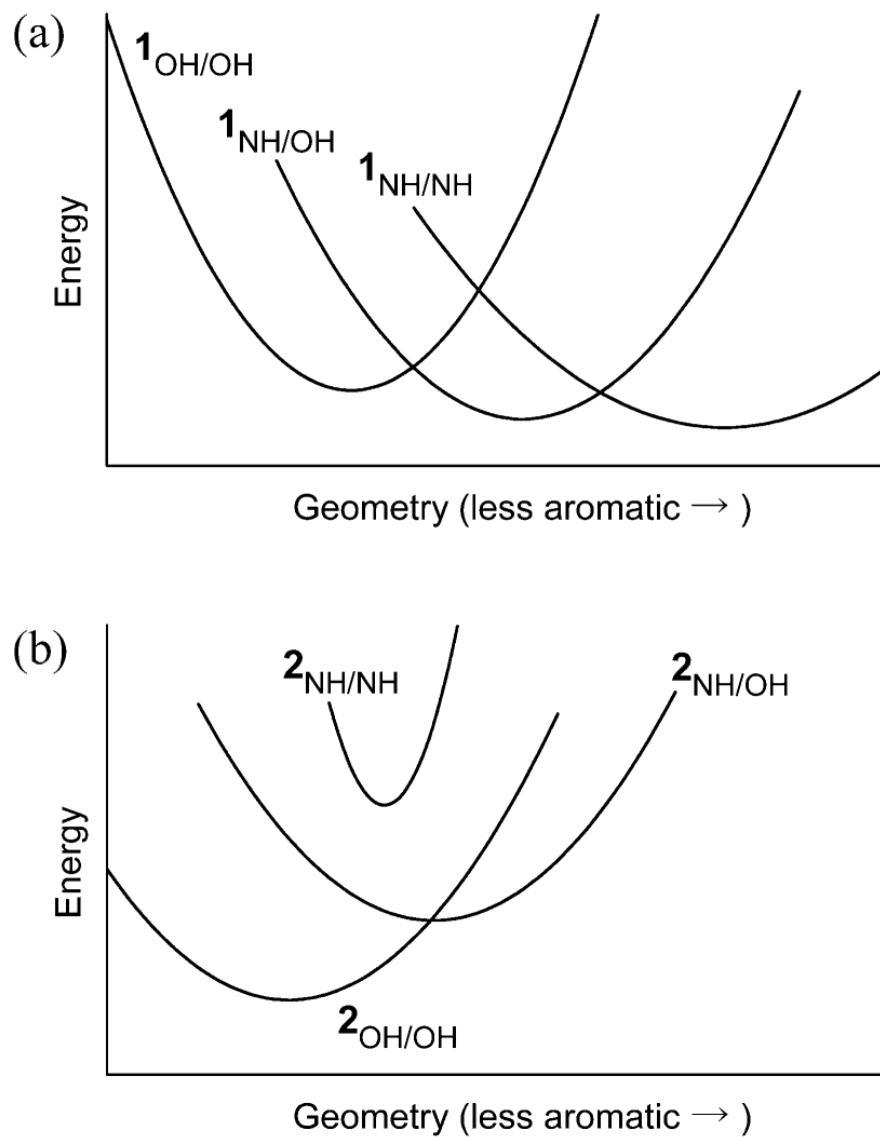 (a)
1OH/OH
1NH/OH
1NH/NH
Energy
Geometry (less aromatic → )
(b)
2NH/NH
2NH/OH
2OH/OH
Energy
Geometry (less aromatic → )